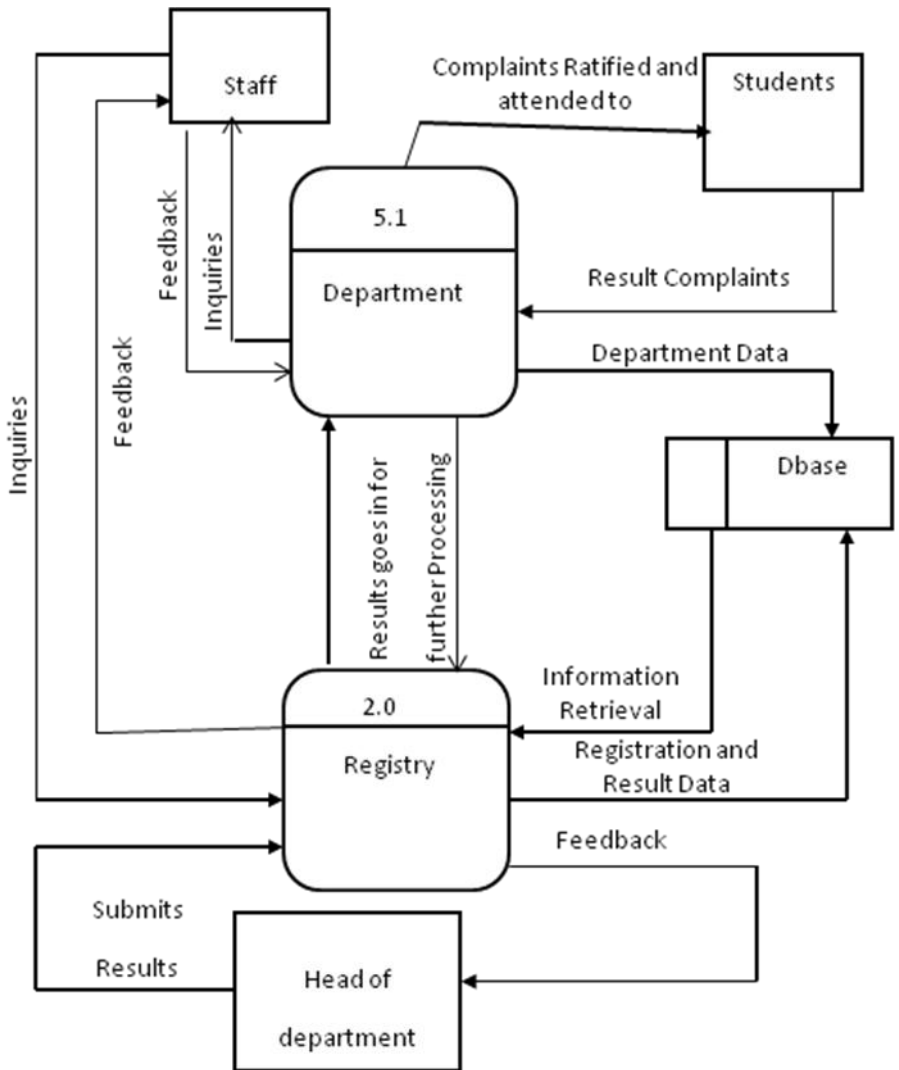 Staff
Complaints Ratified and
attended to
Students
5.1
Department
Feedback
Inquiries
Result Complaints
Department Data
Feedback
Inquiries
Dbase
Results goes in for
further Processing
Information
Retrieval
2.0
Registry
Registration and
Result Data
Feedback
Submits
Results
Head of
department